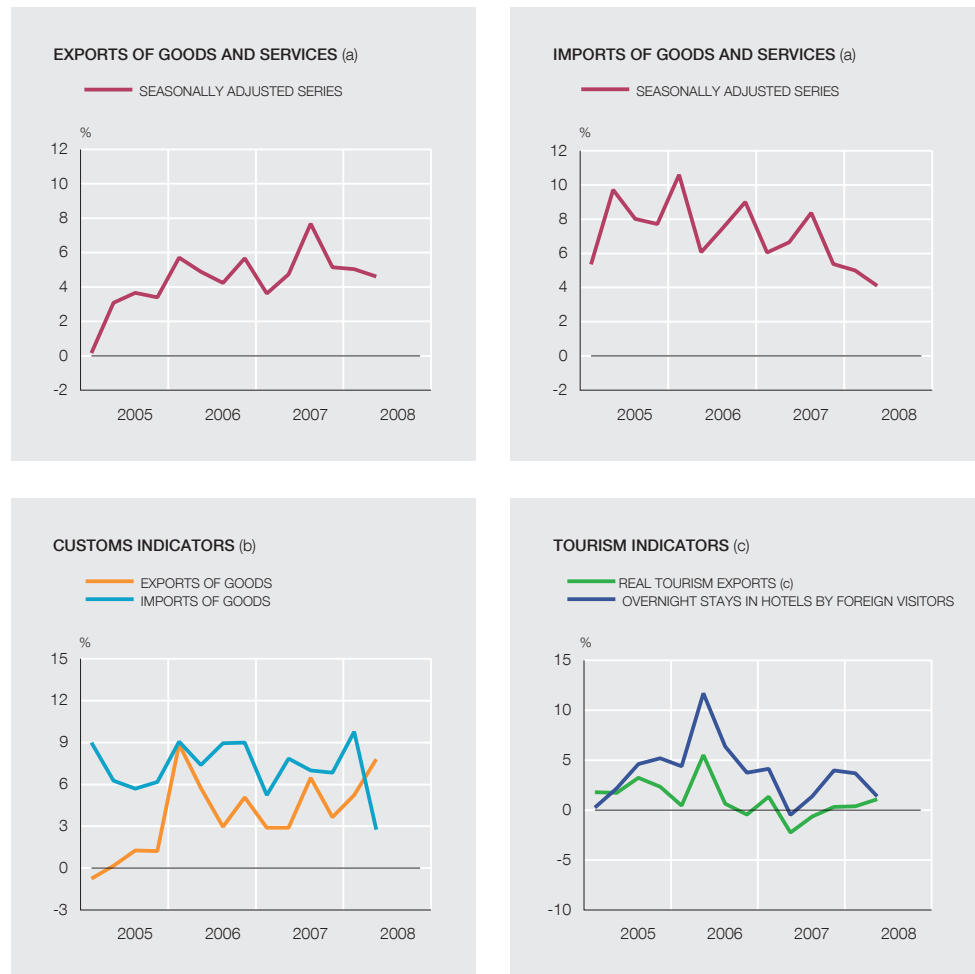 EXPORTS OF GOODS AND SERVICES (a)
SEASONALLY ADJUSTED SERIES
%
12
10
8
6
4
2
0
-2
2005 2006 2007 2008
IMPORTS OF GOODS AND SERVICES (a)
SEASONALLY ADJUSTED SERIES
%
12
10
8
6
4
2
0
-2
2005 2006 2007 2008
CUSTOMS INDICATORS (b)
EXPORTS OF GOODS
IMPORTS OF GOODS
%
15
12
9
6
3
0
-3
2005 2006 2007 2008
TOURISM INDICATORS (c)
REAL TOURISM EXPORTS (c)
OVERNIGHT STAYS IN HOTELS BY FOREIGN VISITORS
%
15
10
5
0
-5
-10
2005 2006 2007 2008